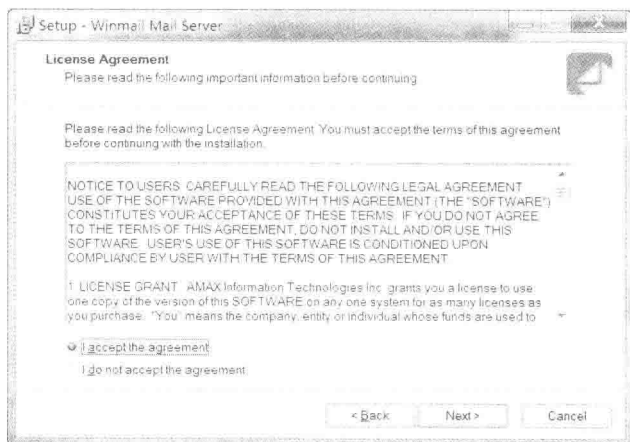 Setup - Winmail Mail Server
License Agreement
Please read the following important information before continuing
Please read the following License Agreement. You must accept the terms of this agreement
before continuing with the installation.
NOTICE TO USERS: CAREFULLY READ THE FOLLOWING LEGAL AGREEMENT.
USE OF THE SOFTWARE PROVIDED WITH THIS AGREEMENT (THE "SOFTWARE")
CONSTITUTES YOUR ACCEPTANCE OF THESE TERMS. IF YOU DO NOT AGREE
TO THE TERMS OF THIS AGREEMENT, DO NOT INSTALL AND/OR USE THIS
SOFTWARE. USER'S USE OF THIS SOFTWARE IS CONDITIONED UPON
COMPLIANCE BY USER WITH THE TERMS OF THIS AGREEMENT.
1. LICENSE GRANT. AMAX Information Technologies Inc. grants you a license to use
one copy of the version of this SOFTWARE on any one system for as many licenses as
you purchase. "You" means the company, entity or individual whose funds are used to
I accept the agreement
I do not accept the agreement
< Back
Next >
Cancel